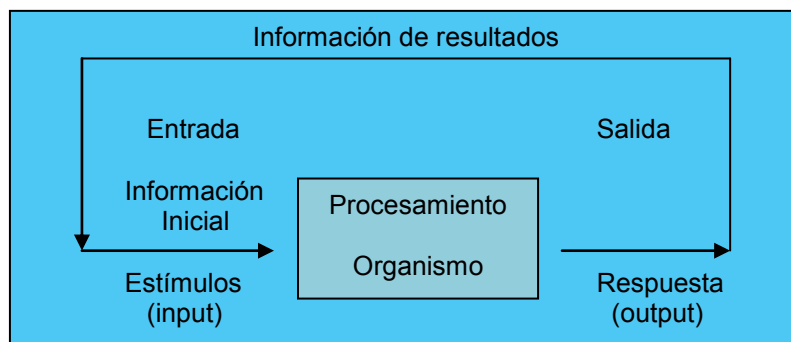 Información de resultados
Entrada
Salida
Información
Inicial
Procesamiento
Organismo
Estímulos
(input)
Respuesta
(output)